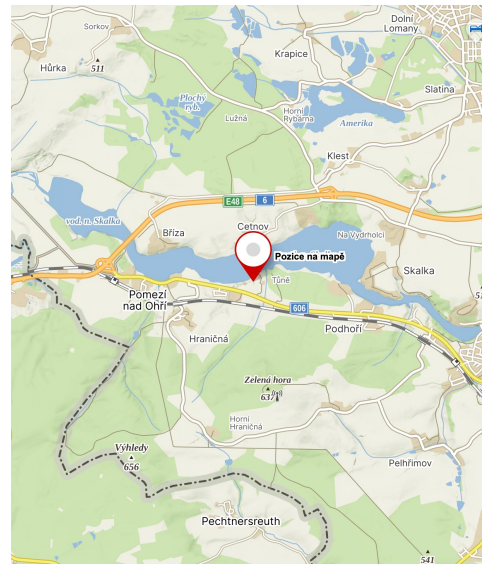 Dolní
Lomany
Sorkov
Krapice
Hůrka
511
Slatina
Plochý
ryb.
Horní
Rybárna
Lužná
Amerika
Klest
E48
6
vod. n. Skalka
Bříza
Cetnov
Na Vydrholci
Pozice na mapě
Skalka
Tůně
Pomezí
nad Ohří
606
Podhoří
Hraničná
Zelená hora
637
Horní
Hraničná
Výhledy
656
Pelhřimov
Pechtnersreuth
541